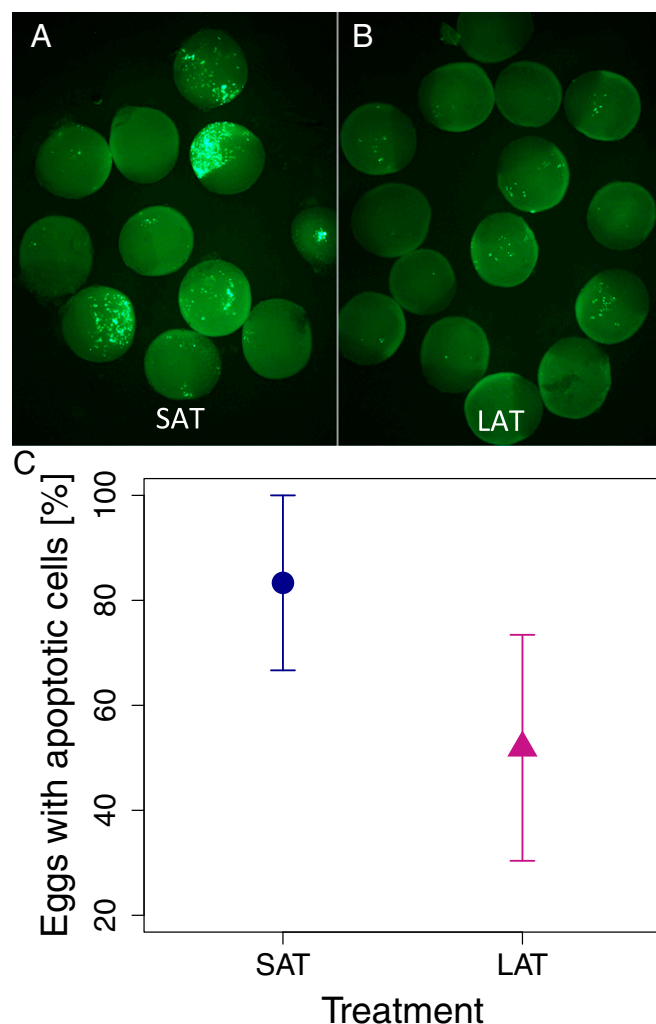 A
B
SAT
LAT
C
Eggs with apoptotic cells [%]
100
80
60
40
20
SAT
LAT
Treatment